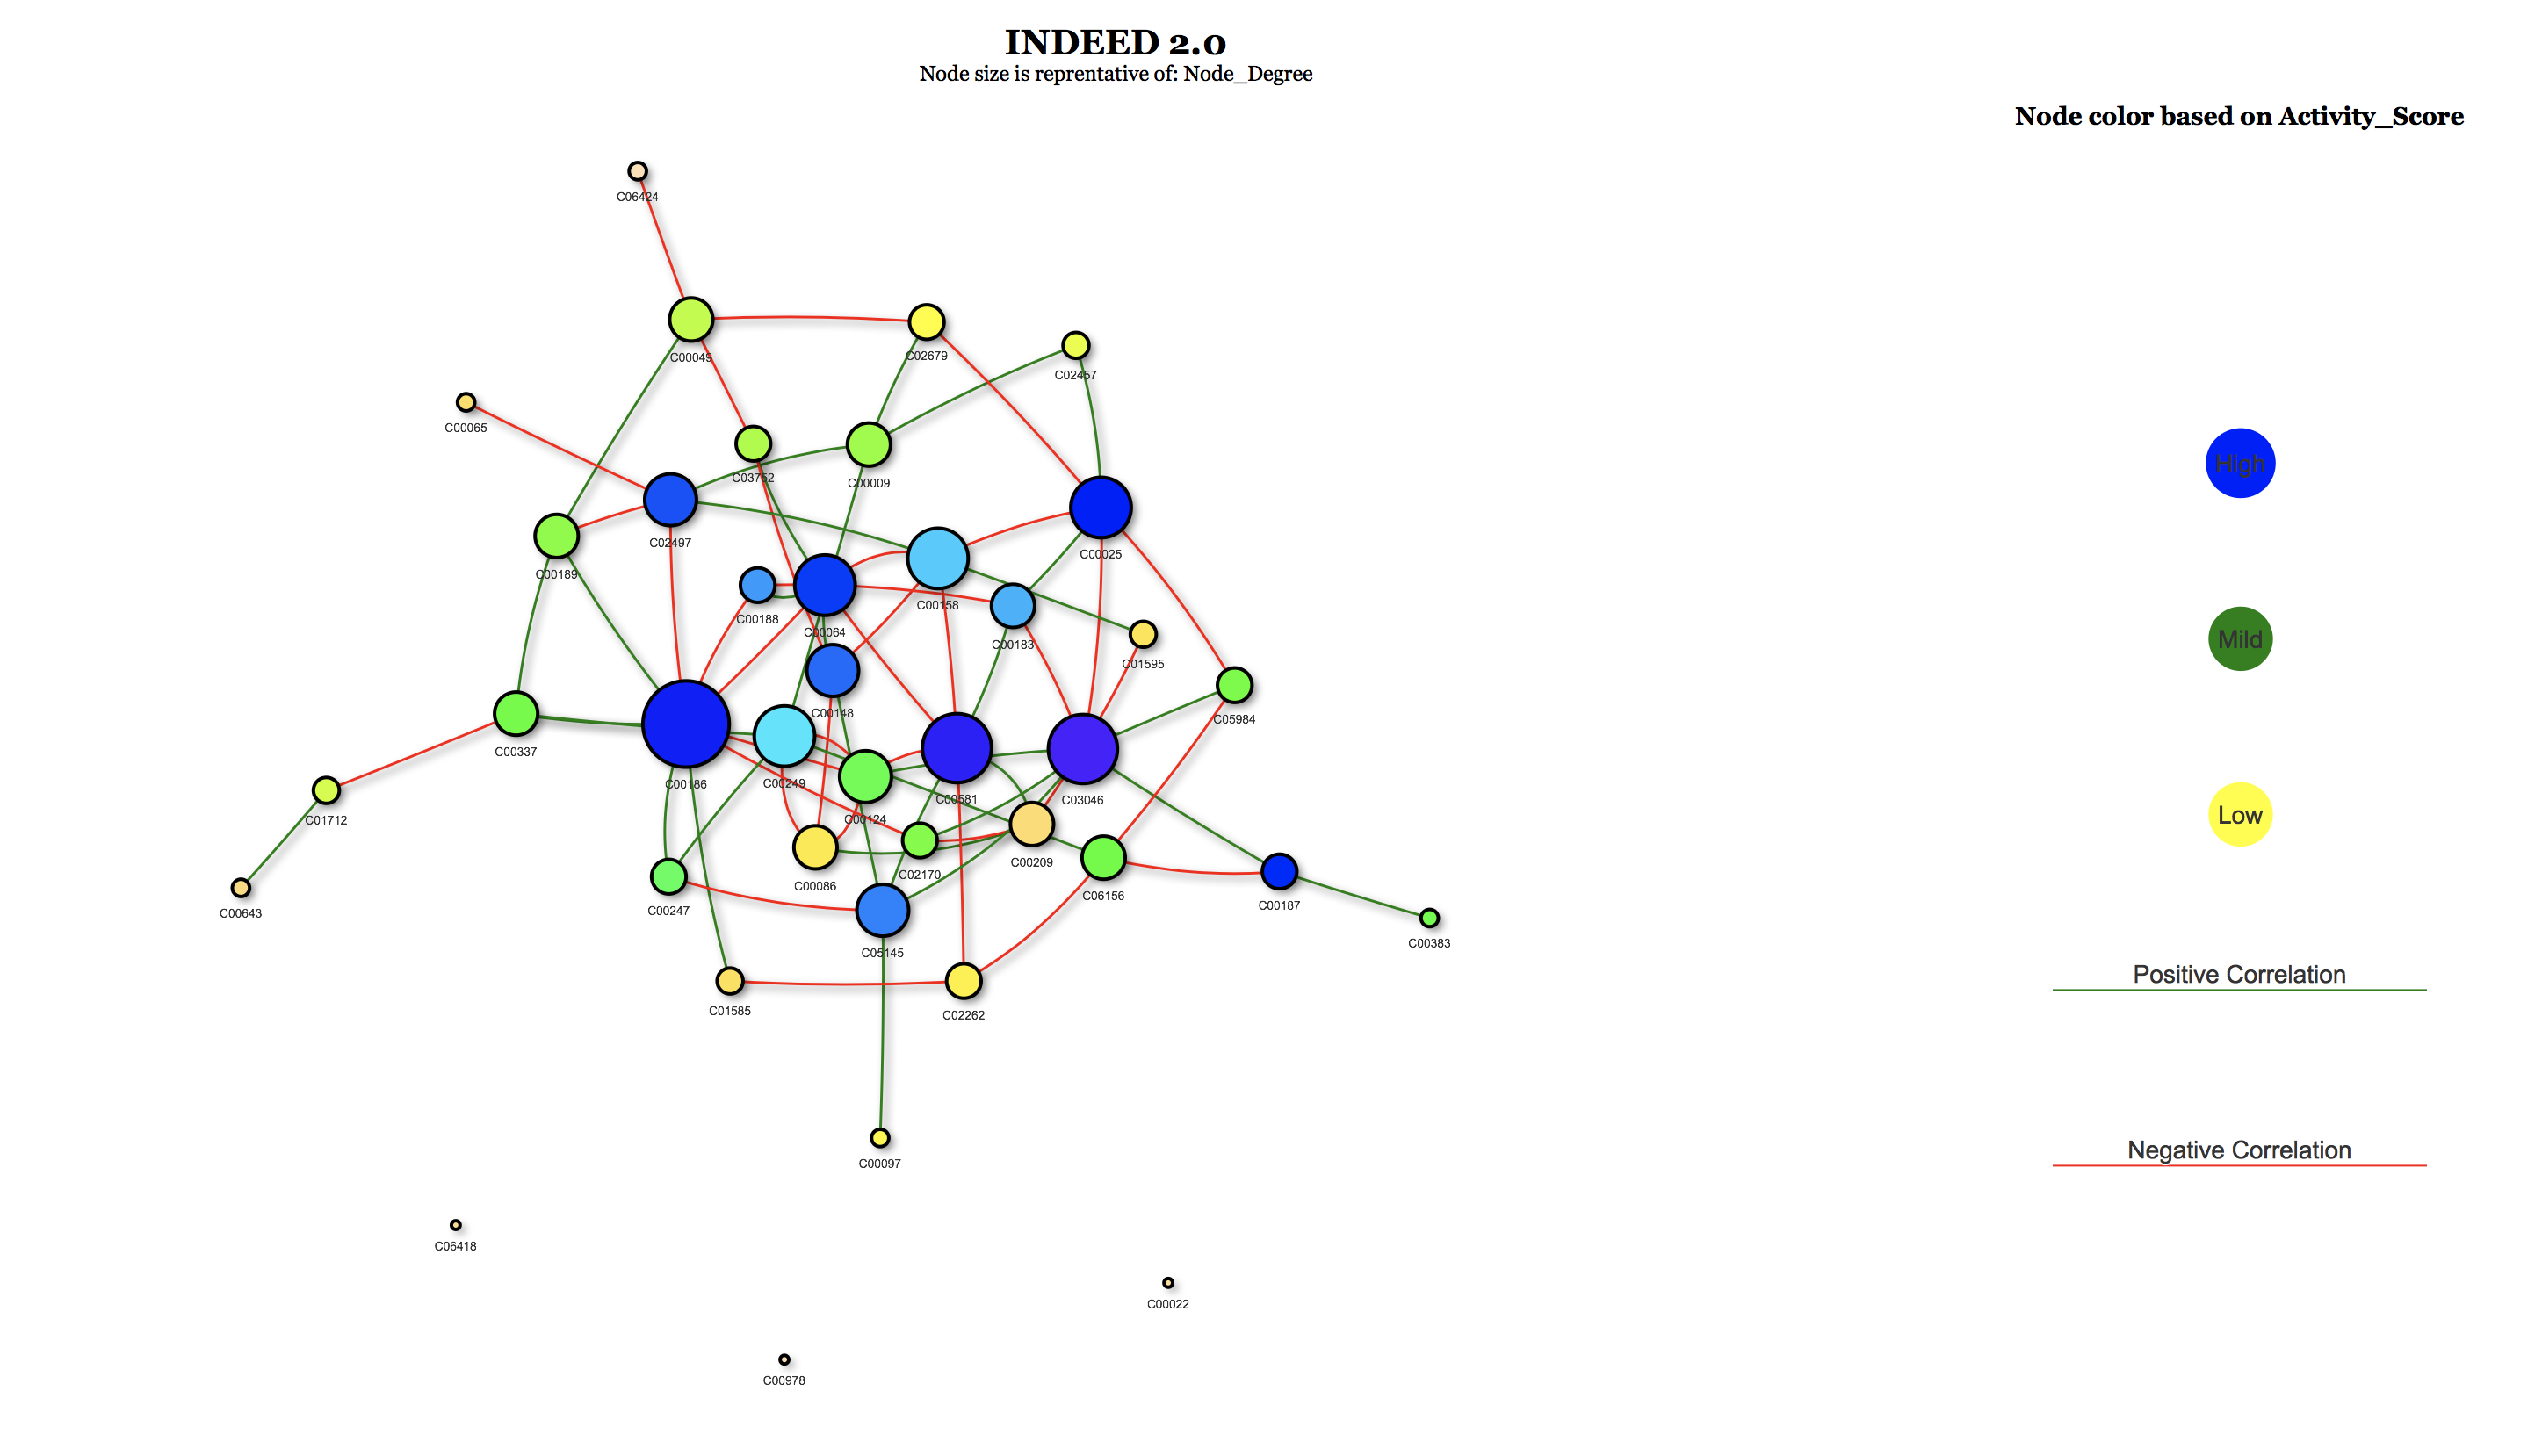 INDEED 2.0
Node size is reprentative of: Node_Degree
Node color based on Activity_Score
C06424
C00049
C02679
C02457
C00065
C03752
C00009
C02497
C00025
C00189
C00188
C00064
C00158
C00183
C01595
C00148
C05984
C00337
C00186
C00249
C00124
C00681
C03046
C01712
C00086
C02170
C00209
C06156
C00187
C00643
C00247
C00383
C05145
C01585
C02262
C00097
C06418
C00022
C00978
High
Mild
Low
Positive Correlation
Negative Correlation